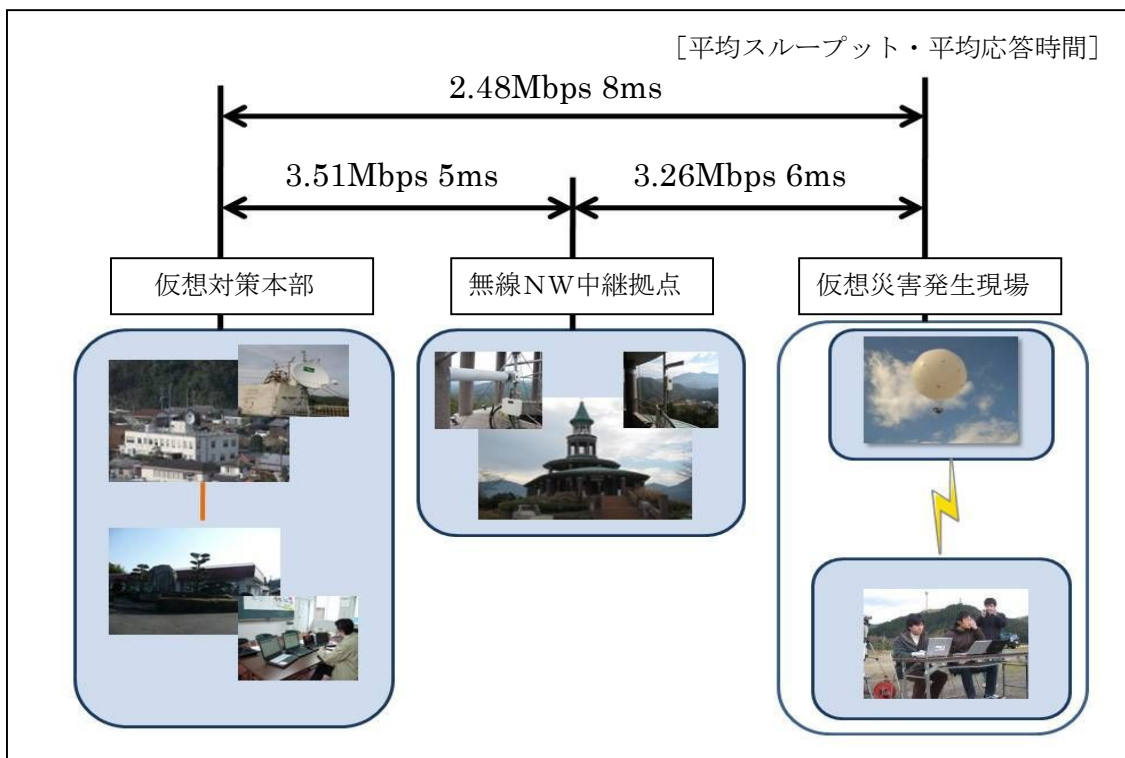 ［平均スループット・平均応答時間］
2.48Mbps 8ms
3.51Mbps 5ms
3.26Mbps 6ms
仮想対策本部
無線ＮＷ中継拠点
仮想災害発生現場